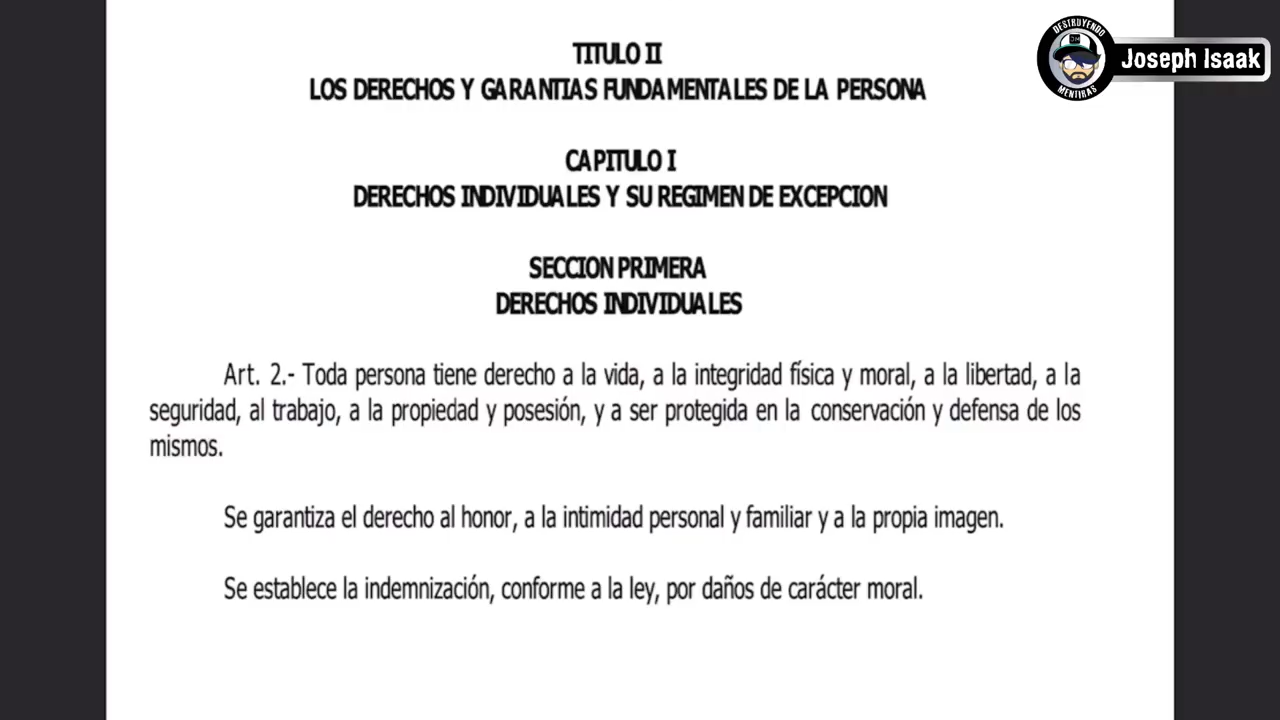 TITULO II
LOS DERECHOS Y GARANTIAS FUNDAMENTALES DE LA PERSONA
CAPITULO I
DERECHOS INDIVIDUALES Y SU REGIMEN DE EXCEPCION
SECCION PRIMERA
DERECHOS INDIVIDUALES
Art. 2.- Toda persona tiene derecho a la vida, a la integridad física y moral, a la libertad, a la
seguridad, al trabajo, a la propiedad y posesión, y a ser protegida en la conservación y defensa de los
mismos.
Se garantiza el derecho al honor, a la intimidad personal y familiar y a la propia imagen.
Se establece la indemnización, conforme a la ley, por daños de carácter moral.
DESTRUYENDO
MENTIRAS
Joseph Isaak